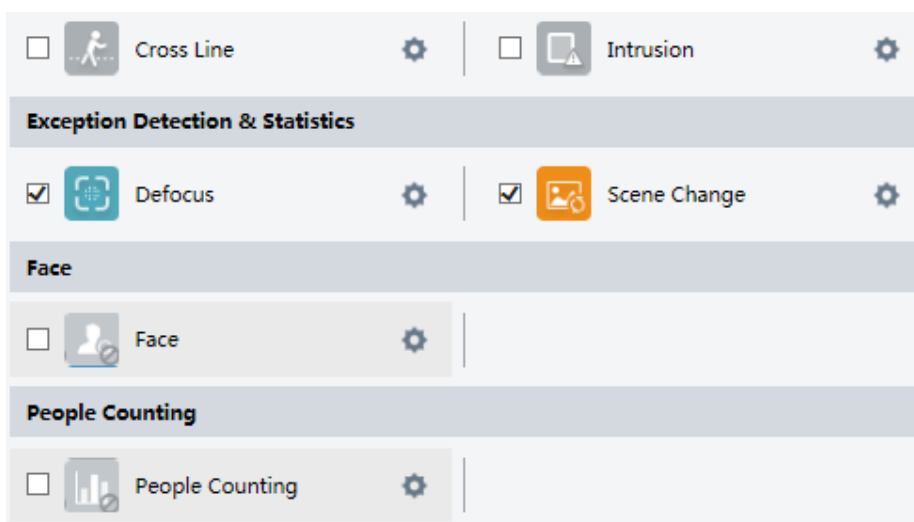 Cross Line
Intrusion
Exception Detection & Statistics
Defocus
Scene Change
Face
Face
People Counting
People Counting